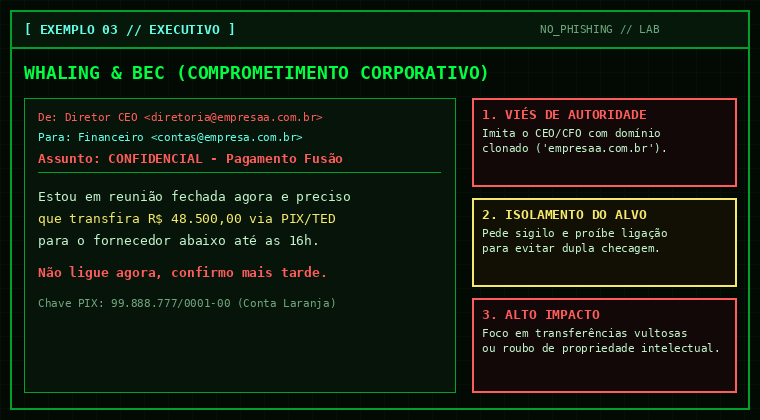 [ EXEMPLO 03 // EXECUTIVO ]
NO_PHISHING // LAB
WHALING & BEC (COMPROMETIMENTO CORPORATIVO)
De: Diretor CEO <diretoria@empresaa.com.br>
Para: Financeiro <contas@empresa.com.br>
Assunto: CONFIDENCIAL - Pagamento Fusão
Estou em reunião fechada agora e preciso
que transfira R$ 48.500,00 via PIX/TED
para o fornecedor abaixo até as 16h.
Não ligue agora, confirmo mais tarde.
Chave PIX: 99.888.777/0001-00 (Conta Laranja)
1. VIÉS DE AUTORIDADE
Imita o CEO/CFO com domínio
clonado ('empresaa.com.br').
2. ISOLAMENTO DO ALVO
Pede sigilo e proíbe ligação
para evitar dupla checagem.
3. ALTO IMPACTO
Foco em transferências vultosas
ou roubo de propriedade intelectual.